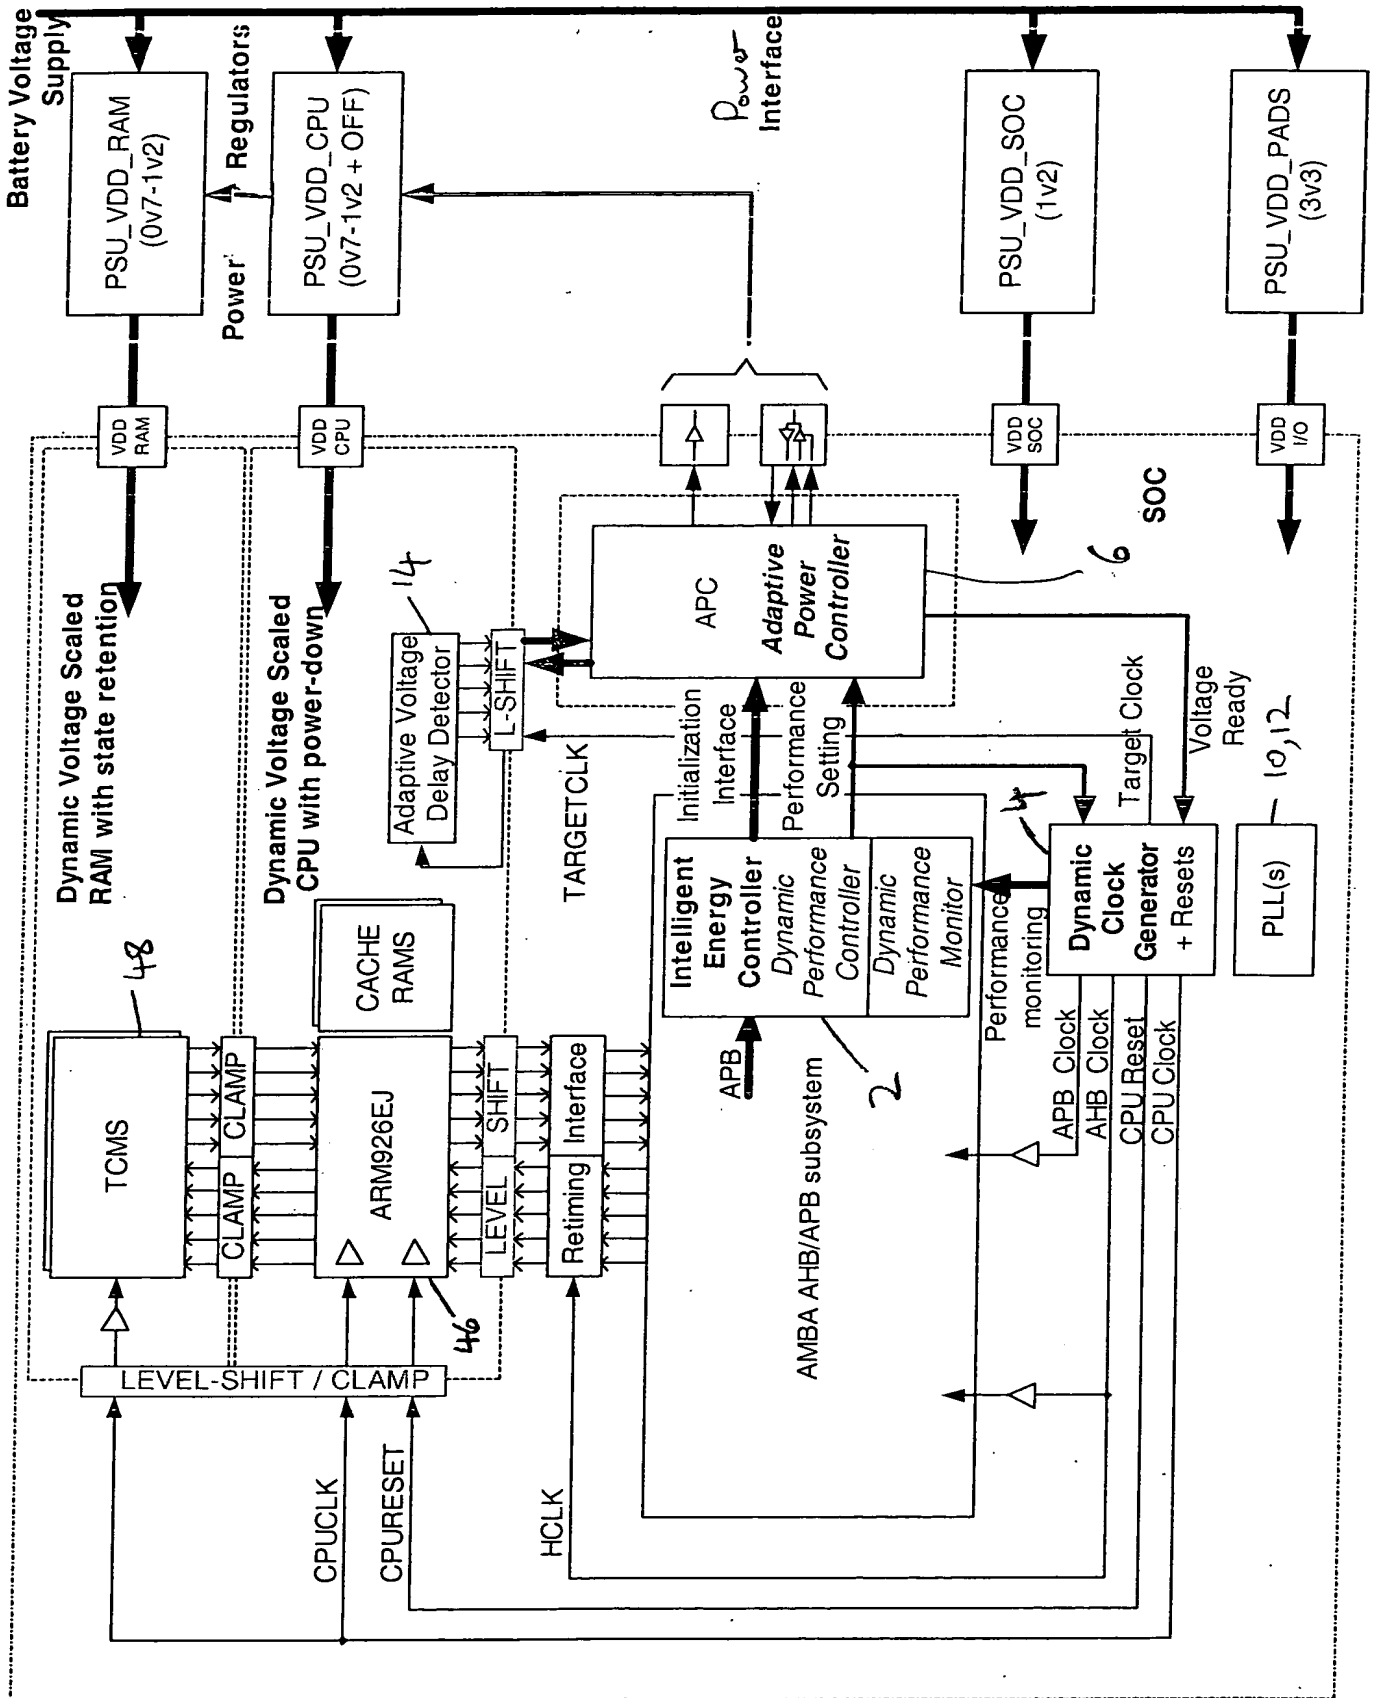 Battery Voltage
Supply
PSU_VDD_RAM
(0v7-1v2)
Power
Regulators
PSU_VDD_CPU
(0v7-1v2 + OFF)
Power
Interface
PSU_VDD_SOC
(1v2)
PSU_VDD_PADS
(3v3)
VDD
RAM
VDD
CPU
VDD
SOC
VDD
I/O
SOC
Dynamic Voltage Scaled
RAM with state retention
Dynamic Voltage Scaled
CPU with power-down
14
Adaptive Voltage
Delay Detector
L-SHIFT
APC
Adaptive
Power
Controller
6
TARGETCLK
Initialization
Interface
Performance
Setting
Target Clock
Voltage
Ready
48
TCMS
CLAMP
CLAMP
CACHE
RAMS
ARM926EJ
46
LEVEL
SHIFT
Retiming
Interface
Intelligent
Energy
Controller
Dynamic
Performance
Controller
Dynamic
Performance
Monitor
2
APB
AMBA AHB/APB subsystem
Performance
monitoring
4
Dynamic
Clock
Generator
+ Resets
PLL(s)
10,12
APB Clock
AHB Clock
CPU Reset
CPU Clock
LEVEL-SHIFT / CLAMP
CPUCLK
CPURESET
HCLK